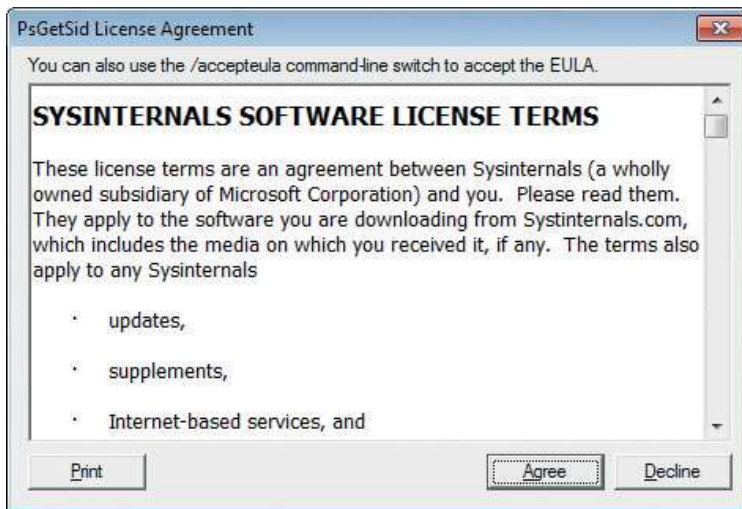 PsGetSid License Agreement
You can also use the /accepteula command-line switch to accept the EULA.
SYSINTERNALS SOFTWARE LICENSE TERMS
These license terms are an agreement between Sysinternals (a wholly
owned subsidiary of Microsoft Corporation) and you. Please read them.
They apply to the software you are downloading from Systinternals.com,
which includes the media on which you received it, if any. The terms also
apply to any Sysinternals
· updates,
· supplements,
· Internet-based services, and
Print Agree Decline